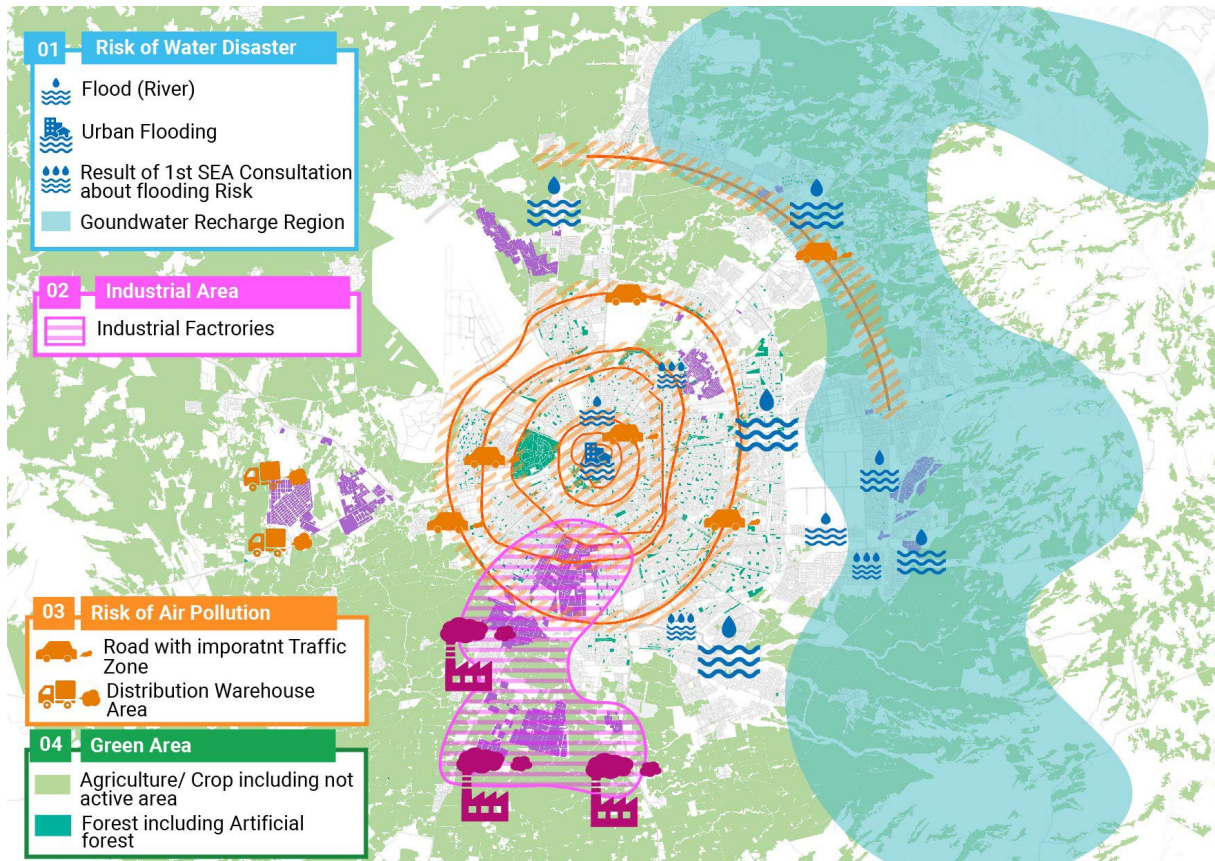 01 Risk of Water Disaster
Flood (River)
Urban Flooding
Result of 1st SEA Consultation
about flooding Risk
Goundwater Recharge Region
02 Industrial Area
Industrial Factrories
03 Risk of Air Pollution
Road with imporatnt Traffic
Zone
Distribution Warehouse
Area
04 Green Area
Agriculture/ Crop including not
active area
Forest including Artificial
forest